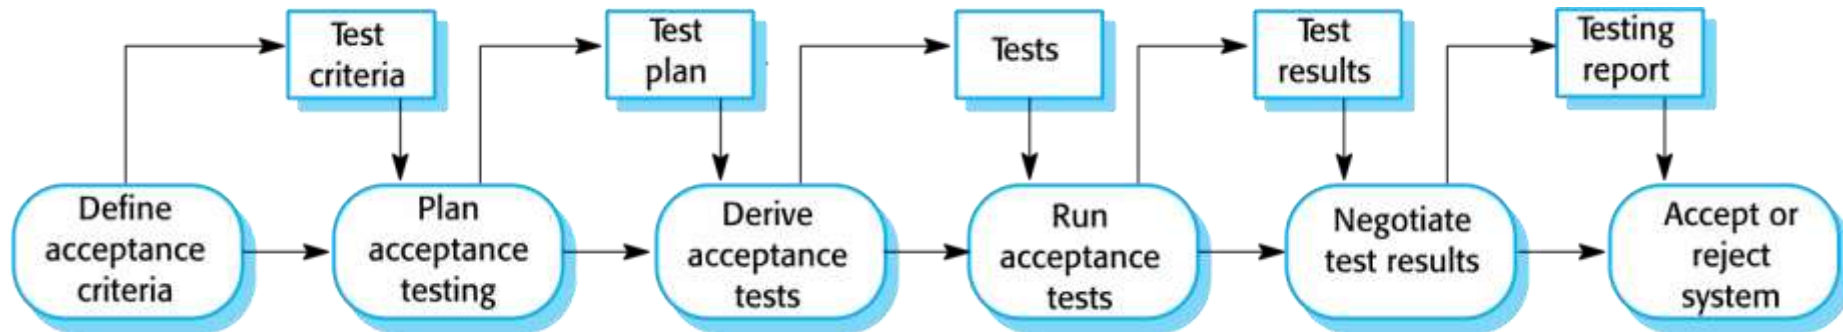 Test
criteria
Test
plan
Tests
Test
results
Testing
report
Define
acceptance
criteria
Plan
acceptance
testing
Derive
acceptance
tests
Run
acceptance
tests
Negotiate
test results
Accept or
reject
system